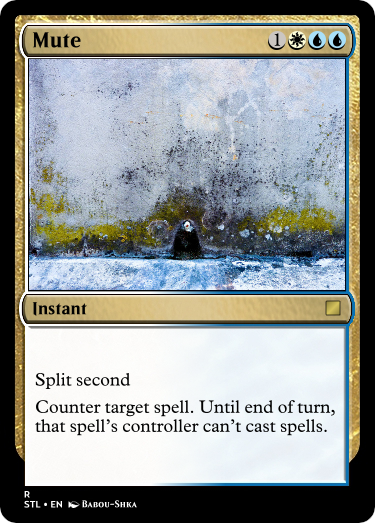 Mute 1
Instant
Split second
Counter target spell. Until end of turn,
that spell's controller can't cast spells.
R
STL • EN Babou-Shka